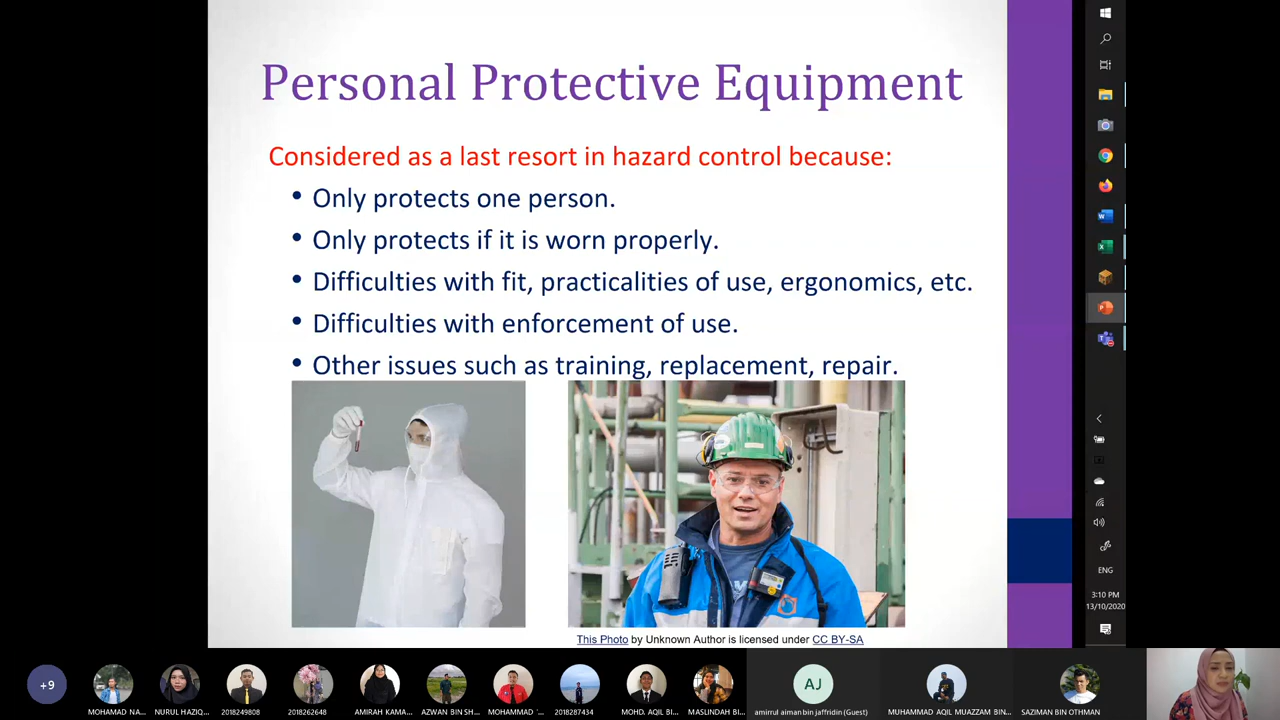 Personal Protective Equipment
Considered as a last resort in hazard control because:
• Only protects one person.
• Only protects if it is worn properly.
• Difficulties with fit, practicalities of use, ergonomics, etc.
• Difficulties with enforcement of use.
• Other issues such as training, replacement, repair.
This Photo by Unknown Author is licensed under CC BY-SA
ENG
3:10 PM
13/10/2020
+9
AJ
MOHAMAD NA...
NURUL HAZIQ...
2018249808
2018262648
AMIRAH KAMA...
AZWAN BIN SH...
2018287434
MOHD. AQIL BI...
MASLINDAH BI...
amirrul aiman bin jaffridin (Guest)
MUHAMMAD AQIL MUAZZAM BIN...
SAZIMAN BIN OTHMAN